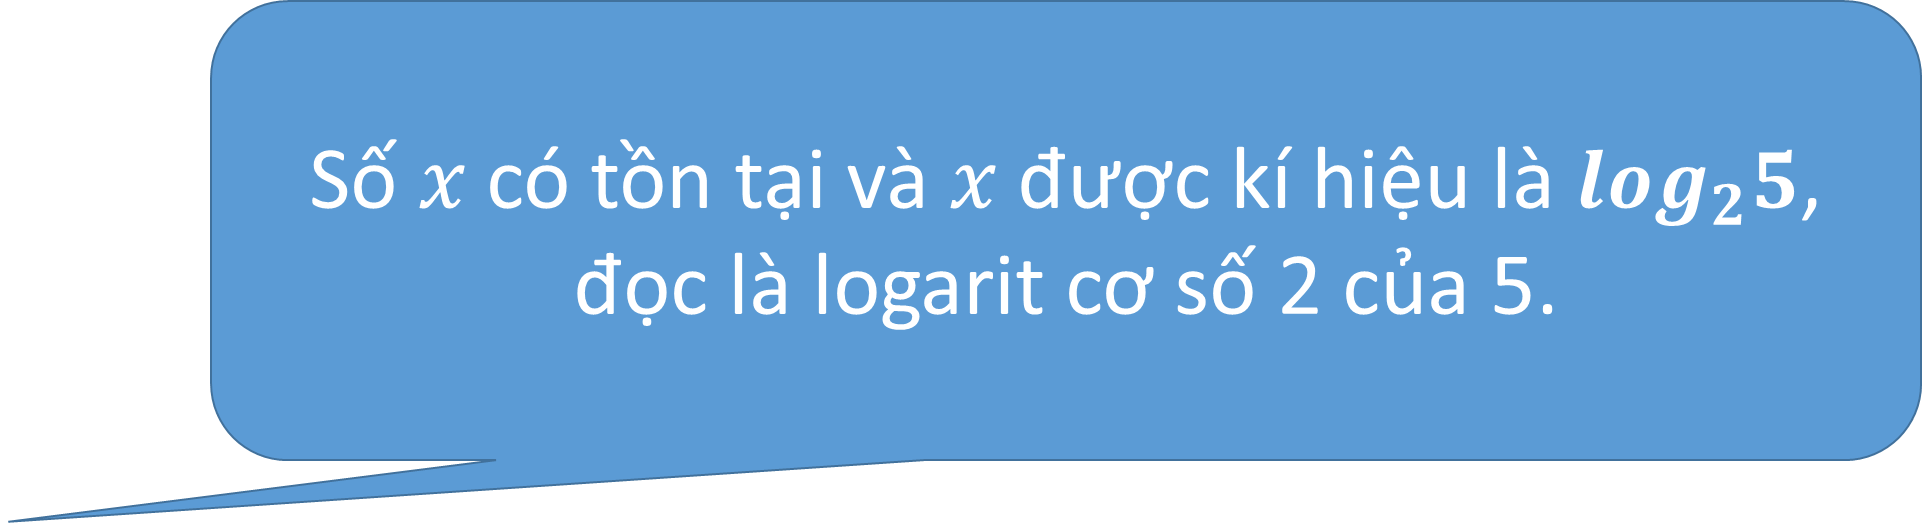 Số x có tồn tại và x được kí hiệu là log₂5,
đọc là logarit cơ số 2 của 5.